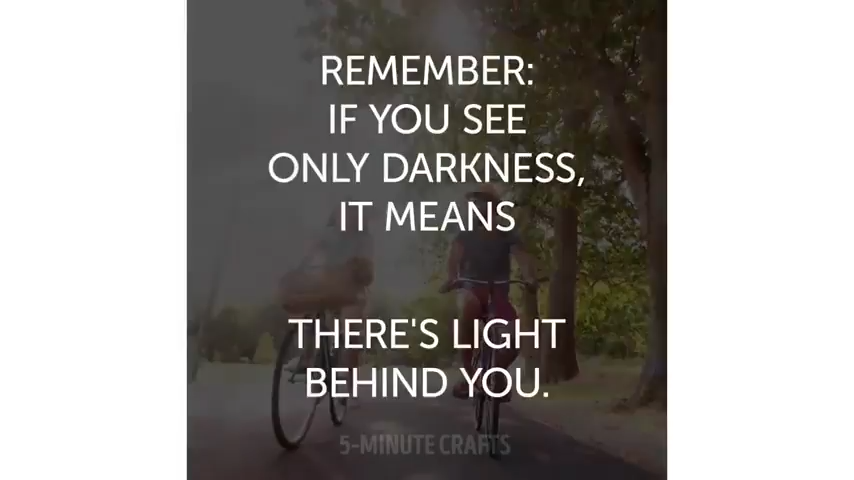 REMEMBER:
IF YOU SEE
ONLY DARKNESS,
IT MEANS
THERE'S LIGHT
BEHIND YOU.
5-MINUTE CRAFTS